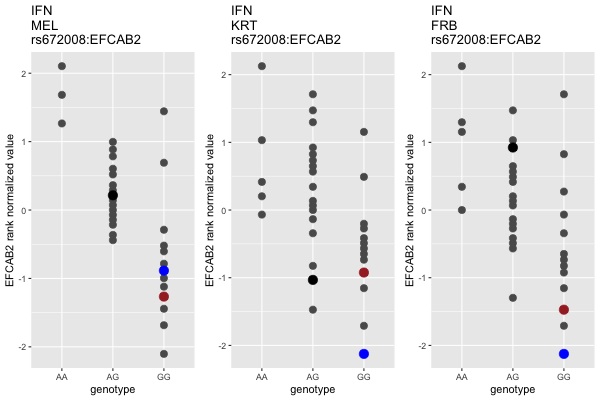 IFN
MEL
rs672008:EFCAB2
EFCAB2 rank normalized value
2
1
0
-1
-2
AA
AG
GG
genotype
IFN
KRT
rs672008:EFCAB2
EFCAB2 rank normalized value
2
1
0
-1
-2
AA
AG
GG
genotype
IFN
FRB
rs672008:EFCAB2
EFCAB2 rank normalized value
2
1
0
-1
-2
AA
AG
GG
genotype